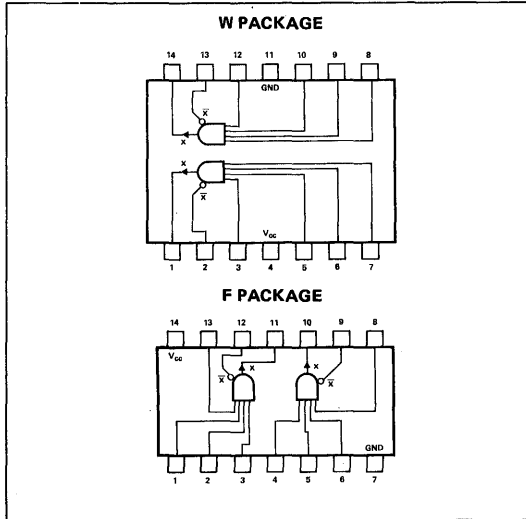 W PACKAGE
14 13 12 11 10 9 8
GND
X̅
X
X
X̅
VCC
1 2 3 4 5 6 7
F PACKAGE
14 13 12 11 10 9 8
VCC
X̅ X X X̅
GND
1 2 3 4 5 6 7